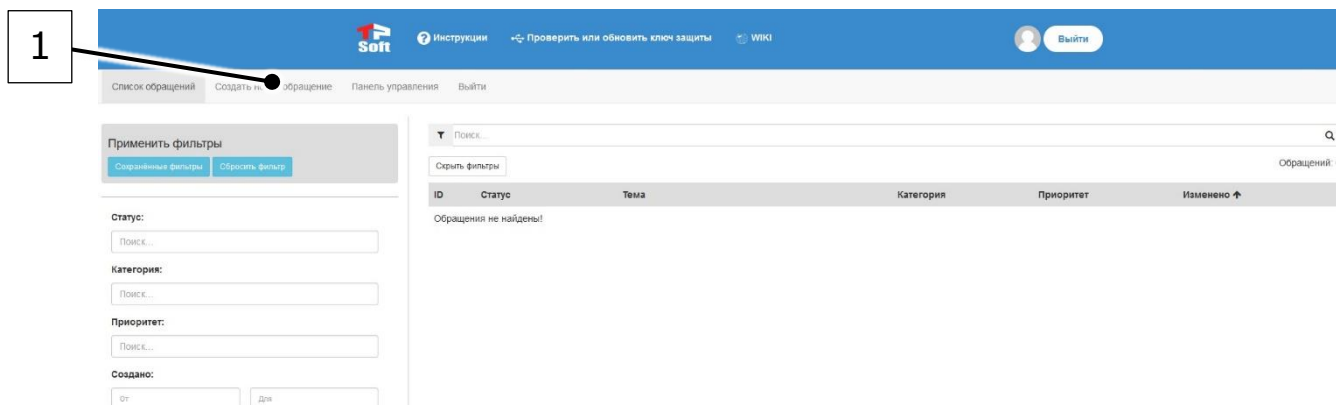 1
TP
Soft
Инструкции Проверить или обновить ключ защиты WIKI Выйти
Список обращений Создать обращение Панель управления Выйти
Применить фильтры
Сохранённые фильтры Сбросить фильтр
Поиск...
Скрыть фильтры Обращений:
ID Статус Тема Категория Приоритет Изменено
Обращения не найдены!
Статус:
Поиск...
Категория:
Поиск...
Приоритет:
Поиск...
Создано:
От Для